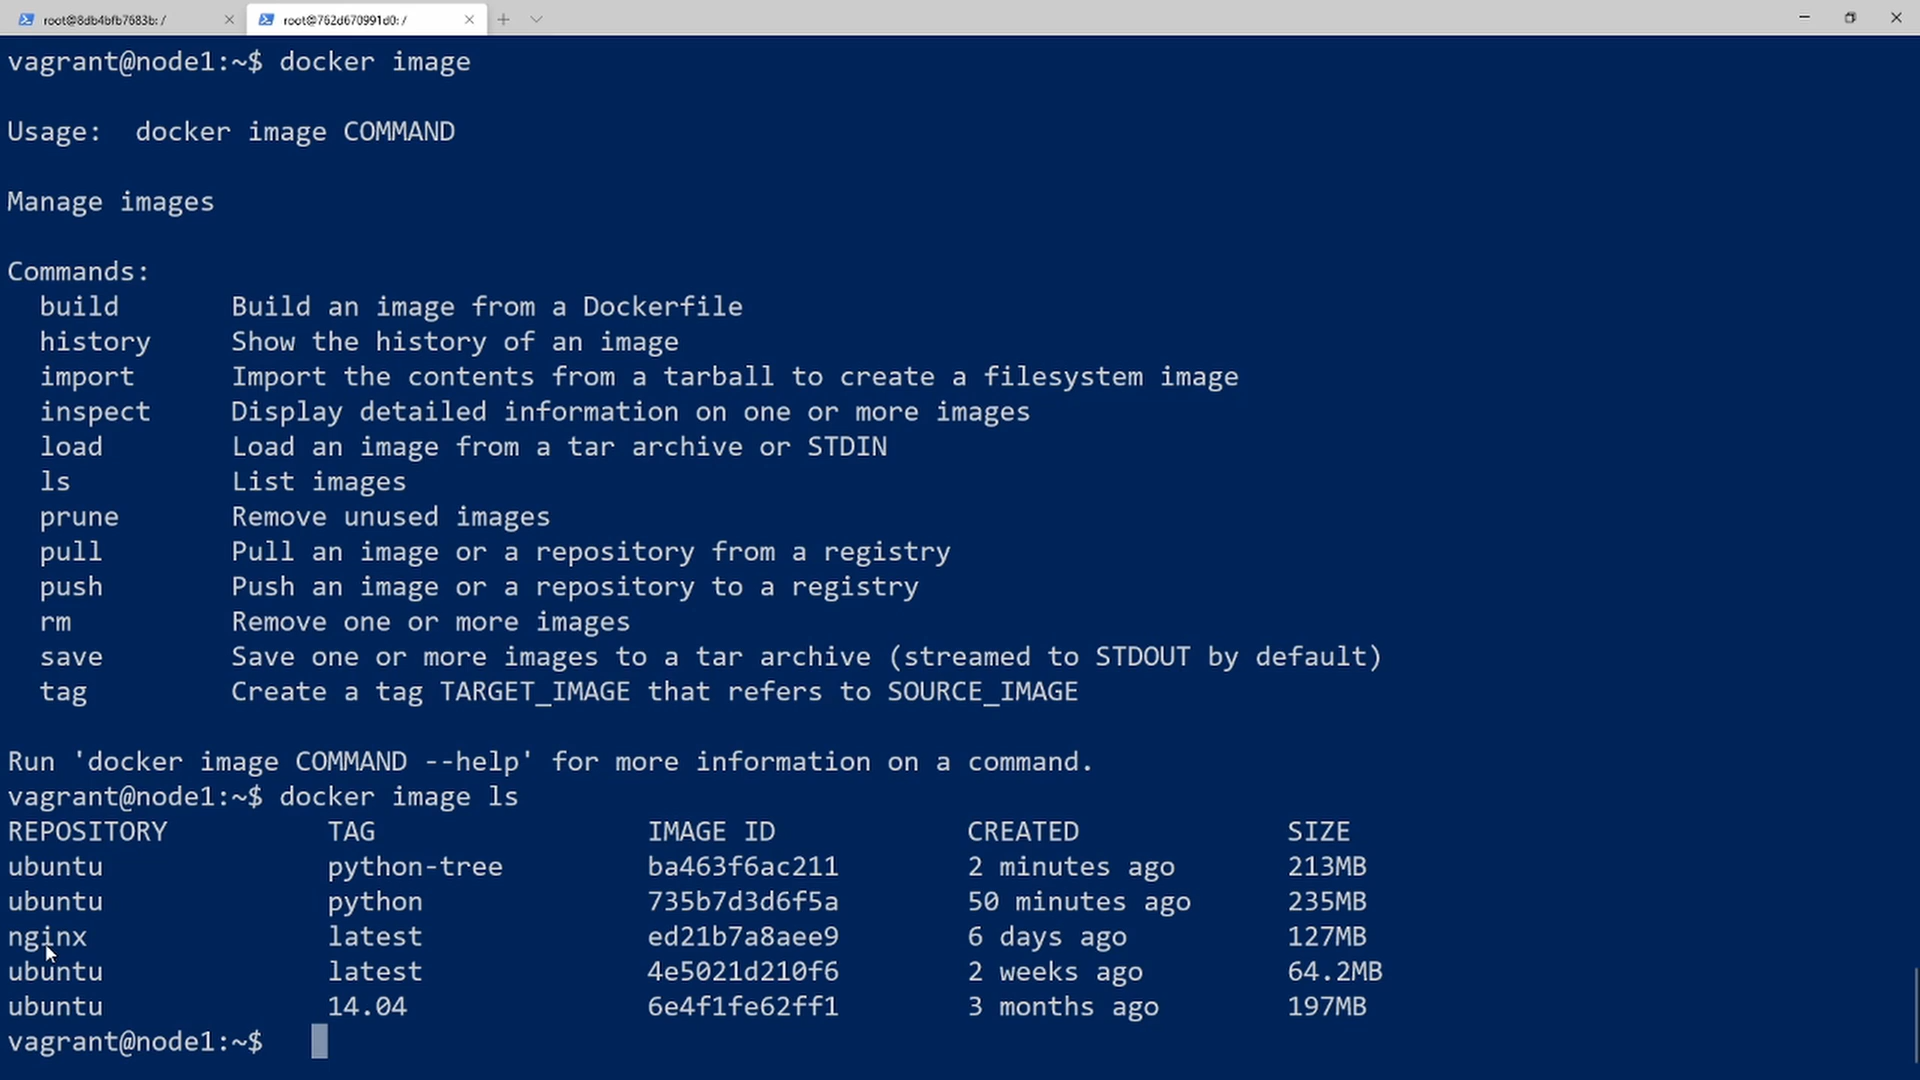 root@8db4bfb7683b: /
root@762d670991d0: /
vagrant@node1:~$ docker image
Usage:  docker image COMMAND
Manage images
Commands:
  build       Build an image from a Dockerfile
  history     Show the history of an image
  import      Import the contents from a tarball to create a filesystem image
  inspect     Display detailed information on one or more images
  load        Load an image from a tar archive or STDIN
  ls          List images
  prune       Remove unused images
  pull        Pull an image or a repository from a registry
  push        Push an image or a repository to a registry
  rm          Remove one or more images
  save        Save one or more images to a tar archive (streamed to STDOUT by default)
  tag         Create a tag TARGET_IMAGE that refers to SOURCE_IMAGE
Run 'docker image COMMAND --help' for more information on a command.
vagrant@node1:~$ docker image ls
REPOSITORY          TAG                 IMAGE ID            CREATED             SIZE
ubuntu              python-tree         ba463f6ac211        2 minutes ago       213MB
ubuntu              python              735b7d3d6f5a        50 minutes ago      235MB
nginx               latest              ed21b7a8aee9        6 days ago          127MB
ubuntu              latest              4e5021d210f6        2 weeks ago         64.2MB
ubuntu              14.04               6e4f1fe62ff1        3 months ago        197MB
vagrant@node1:~$